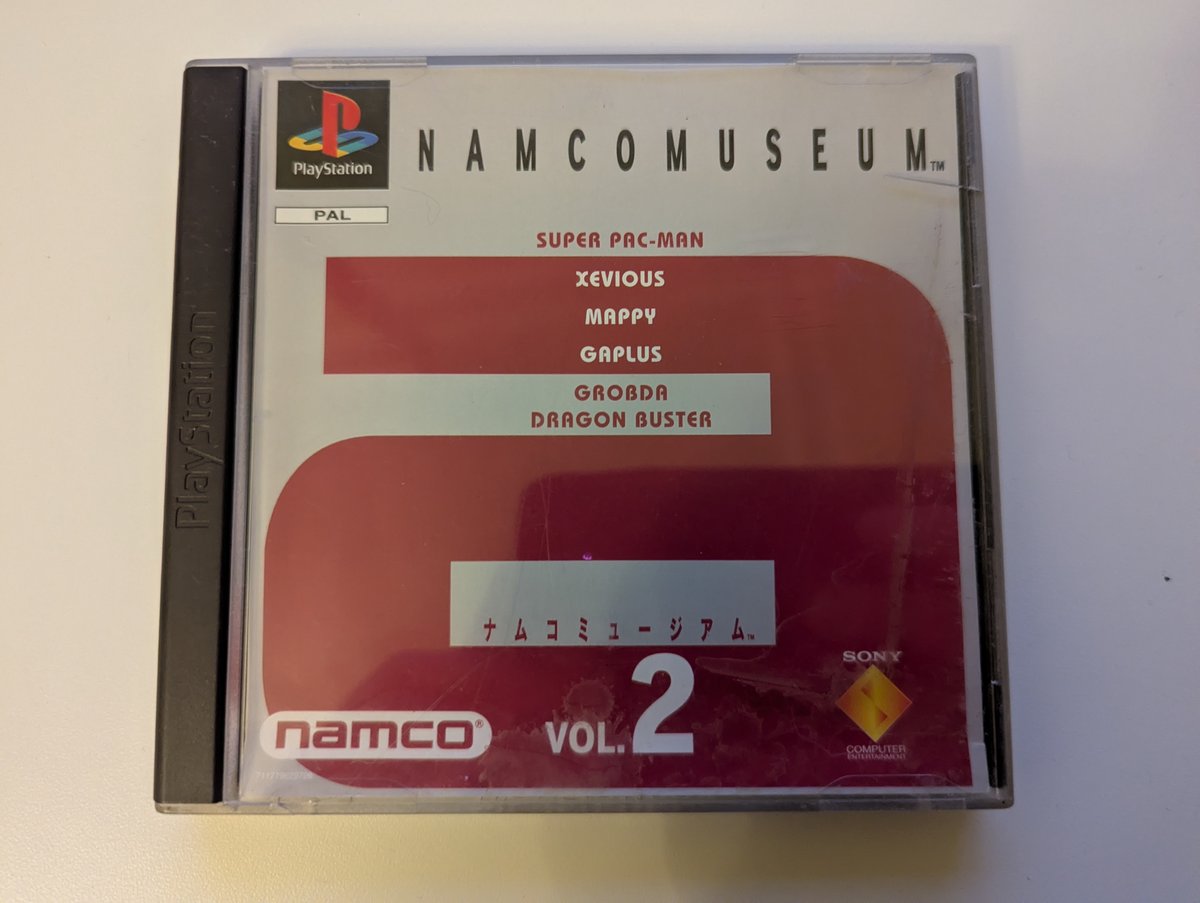 PlayStation
NAMCOMUSEUM™
PAL
SUPER PAC-MAN
XEVIOUS
MAPPY
GAPLUS
GROBDA
DRAGON BUSTER
PlayStation
ナムコミュージアム™
SONY
namco®
VOL.2
COMPUTER
ENTERTAINMENT